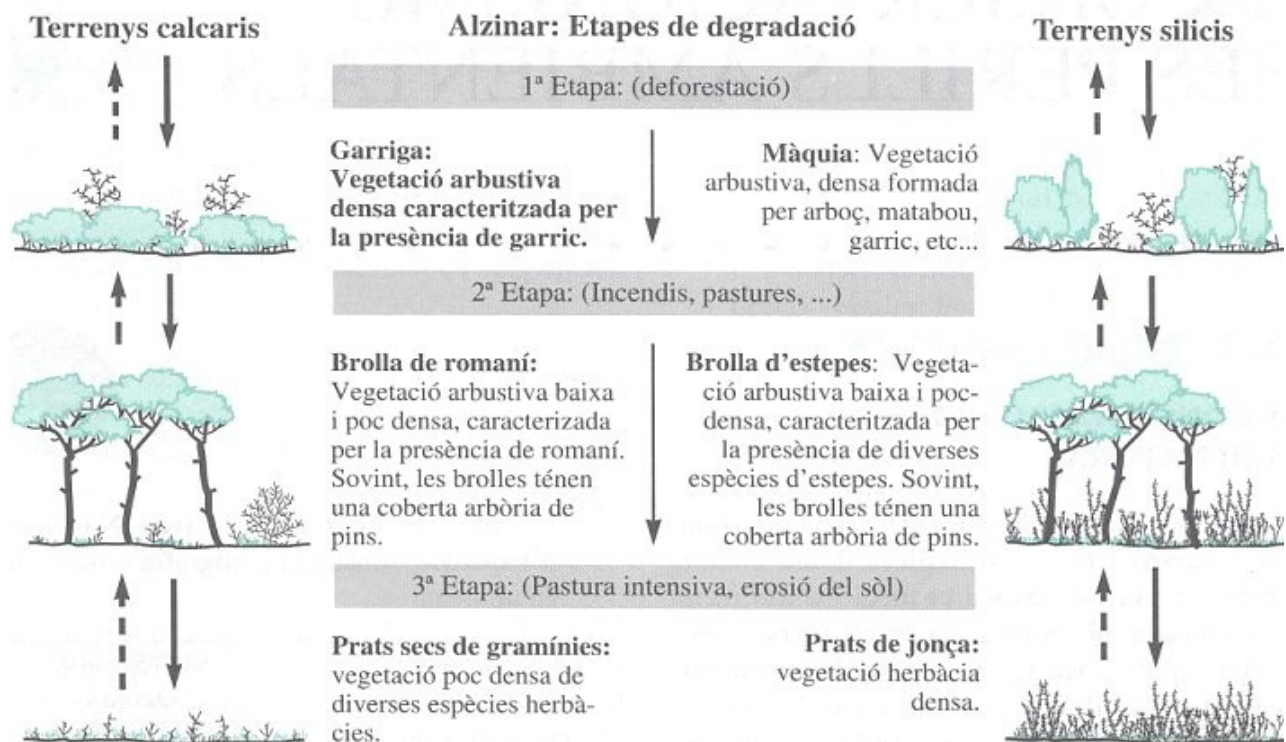 Terrenys calcaris
Alzinar: Etapes de degradació
Terrenys silicis
1ª Etapa: (deforestació)
Garriga:
Vegetació arbustiva
densa caracteritzada per
la presència de garric.
Màquia: Vegetació
arbustiva, densa formada
per arboç, matabou,
garric, etc...
2ª Etapa: (Incendis, pastures, ...)
Brolla de romaní:
Vegetació arbustiva baixa
i poc densa, caracterizada
per la presència de romaní.
Sovint, les brolles ténen
una coberta arbòria de
pins.
Brolla d'estepes: Vegeta-
ció arbustiva baixa i poc-
densa, caracteritzada per
la presència de diverses
espècies d'estepes. Sovint,
les brolles ténen una
coberta arbòria de pins.
3ª Etapa: (Pastura intensiva, erosió del sòl)
Prats secs de gramínies:
vegetació poc densa de
diverses espècies herbà-
cies.
Prats de jonça:
vegetació herbàcia
densa.